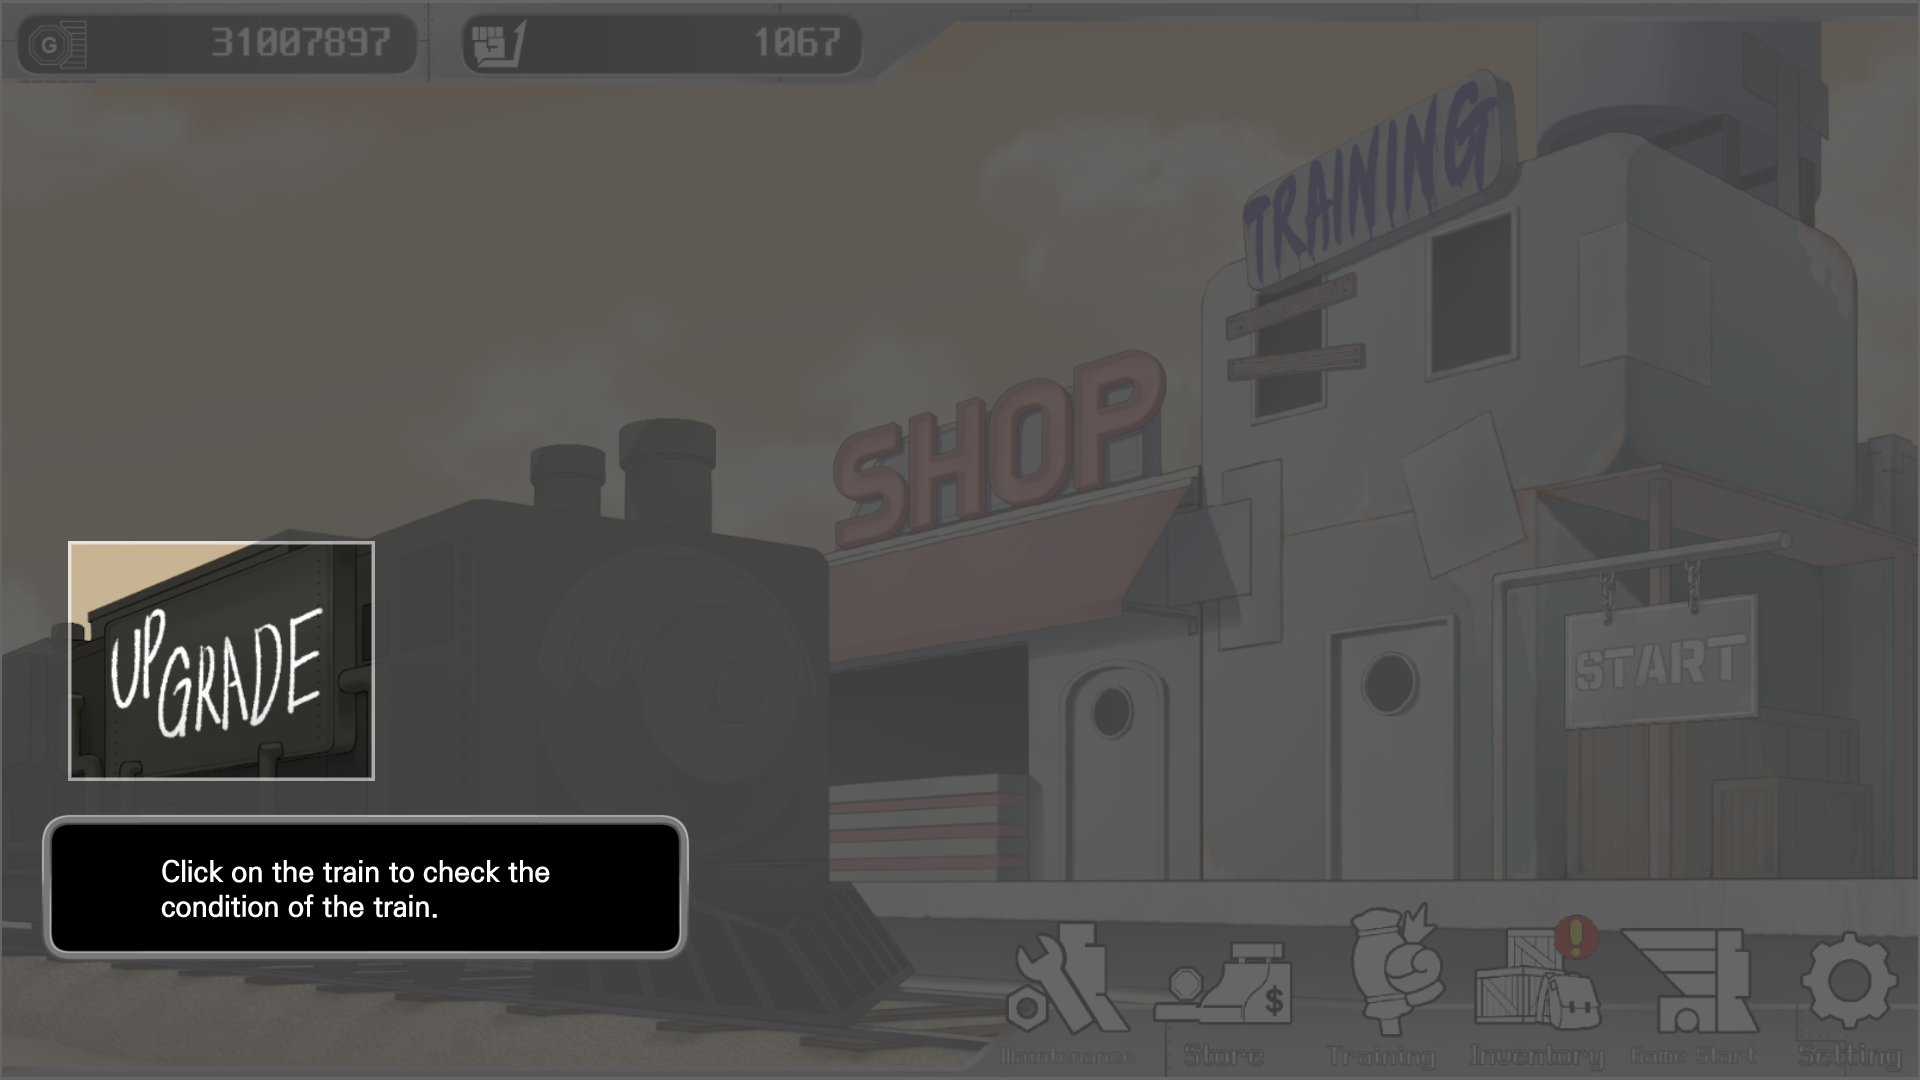 G 31007897 1067
TRAINING
SHOP
UPGRADE
START
Click on the train to check the
condition of the train.
$
Maintenance Store Training Inventory Game Start Setting